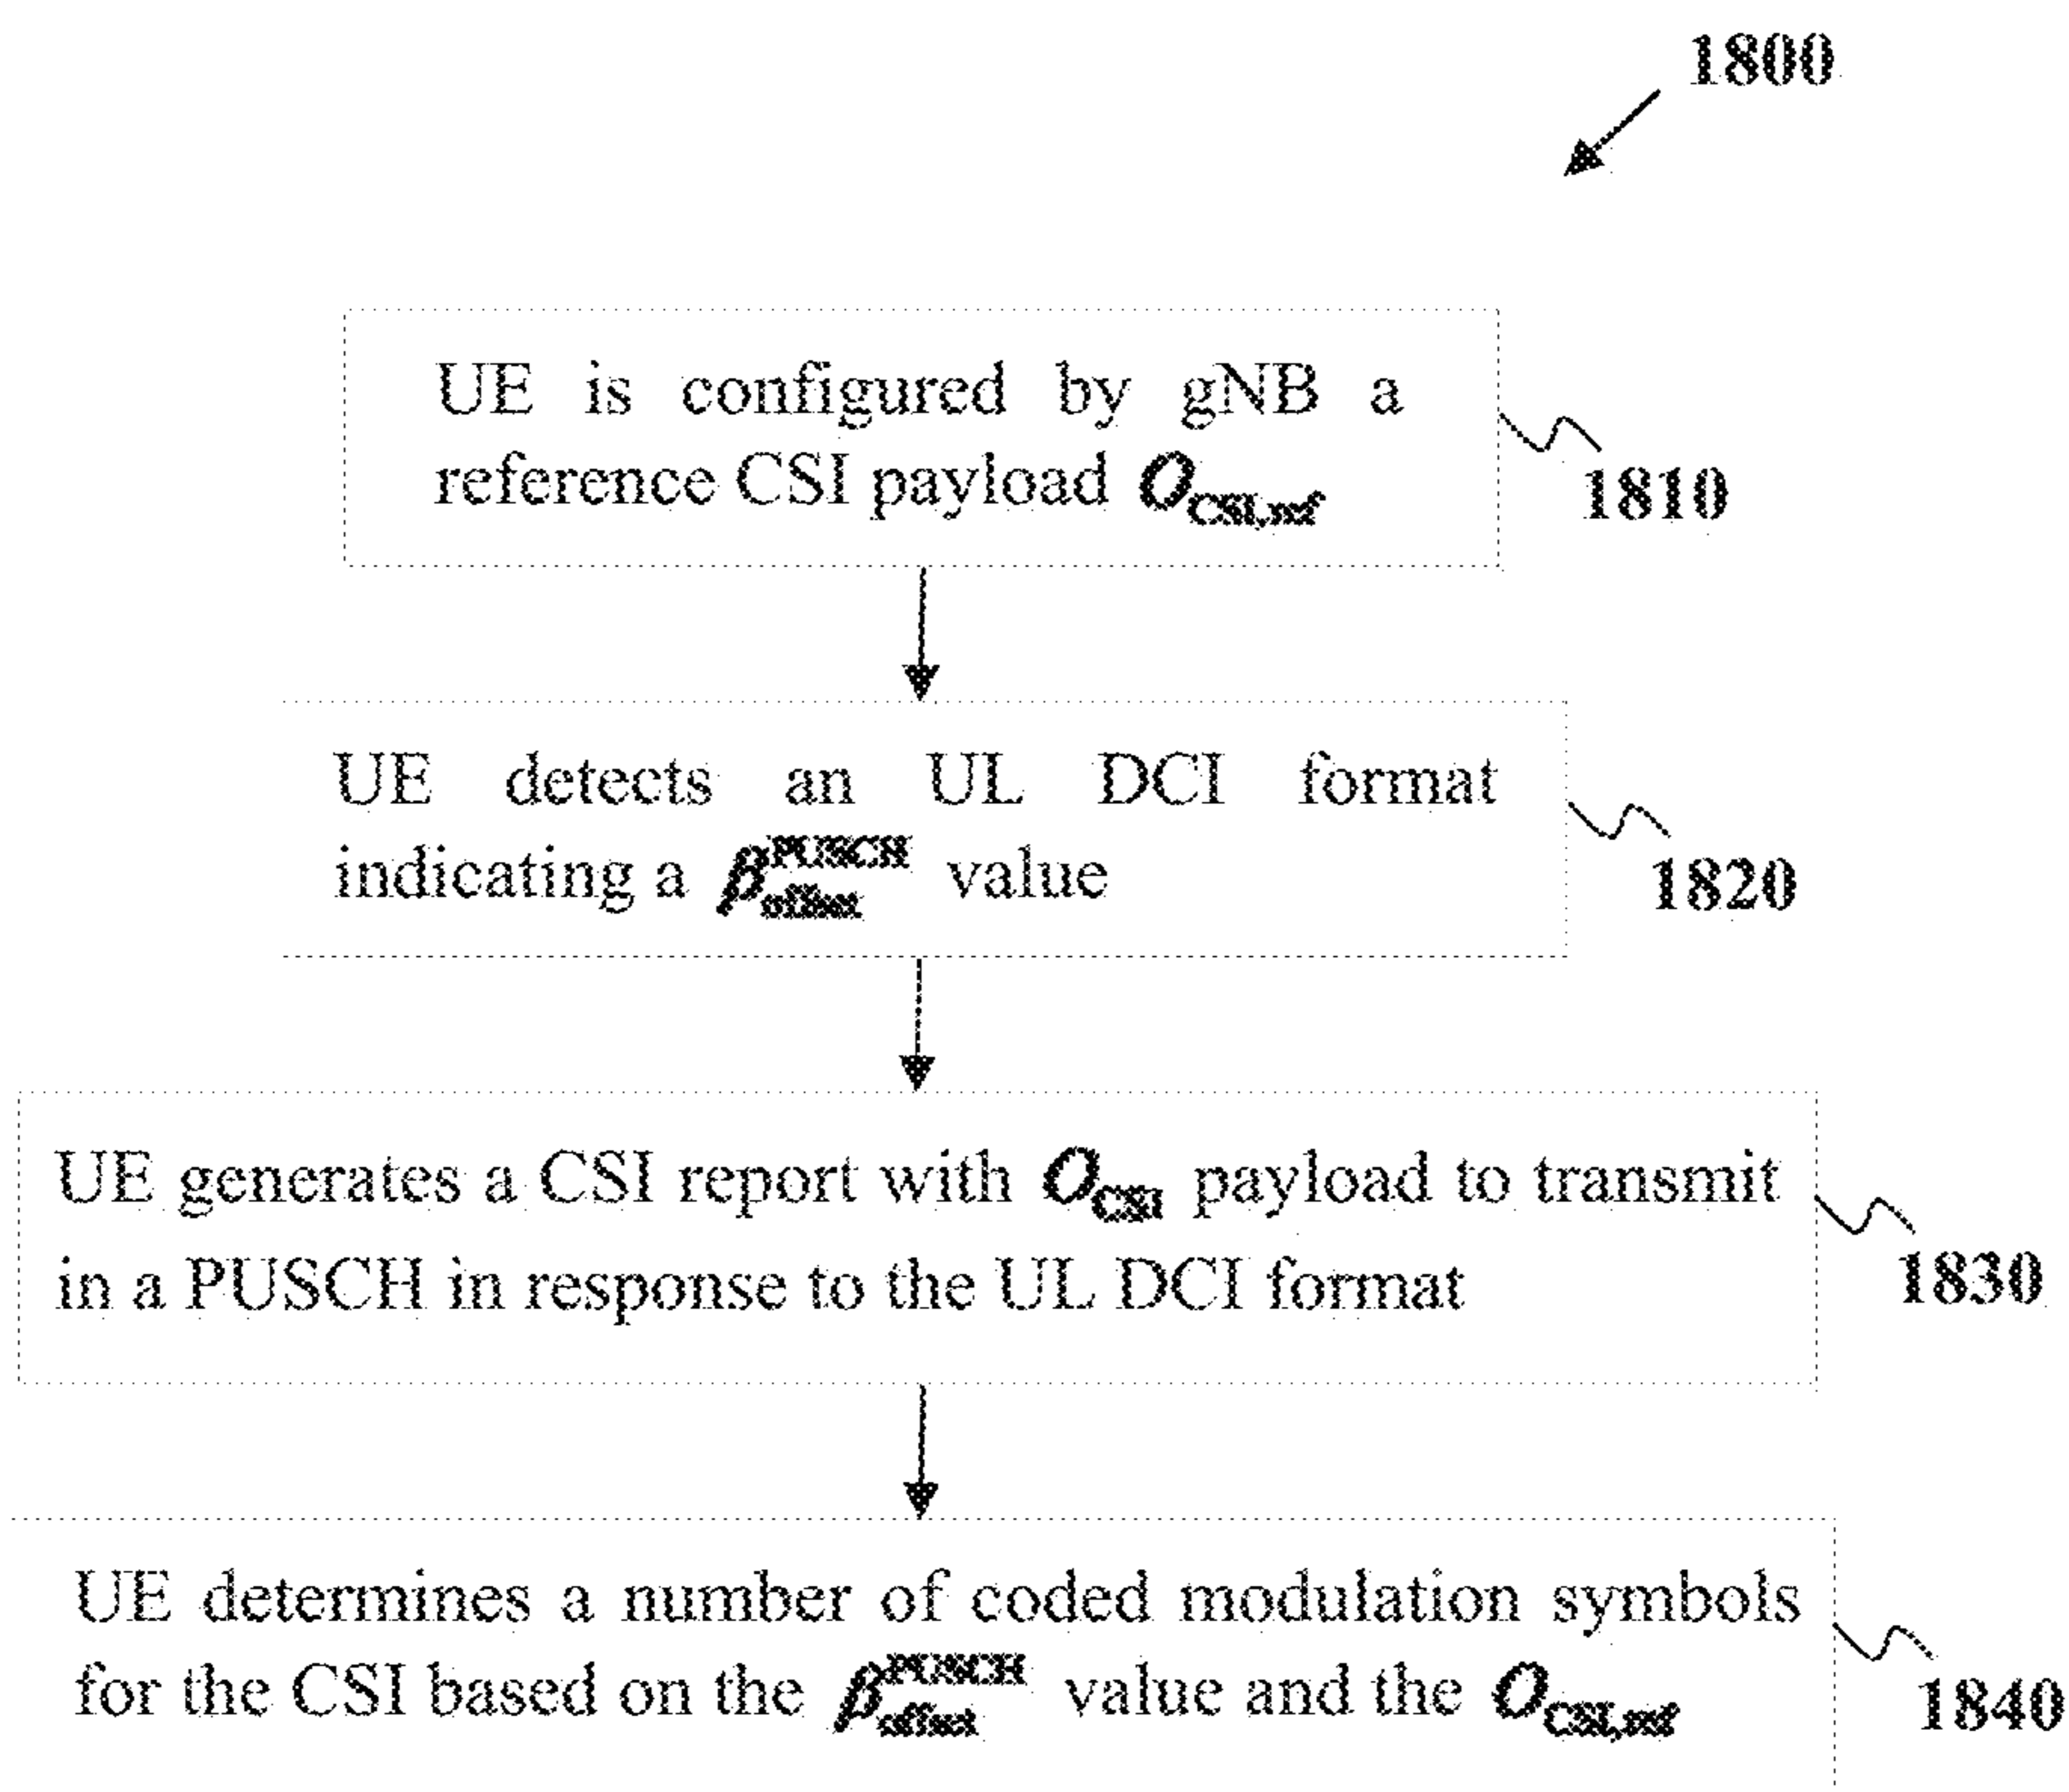 1800
UE is configured by gNB a
reference CSI payload O_CSI,ref
1810
UE detects an UL DCI format
indicating a β_offset^PUSCH value
1820
UE generates a CSI report with O_CSI payload to transmit
in a PUSCH in response to the UL DCI format
1830
UE determines a number of coded modulation symbols
for the CSI based on the β_offset^PUSCH value and the O_CSI,ref
1840